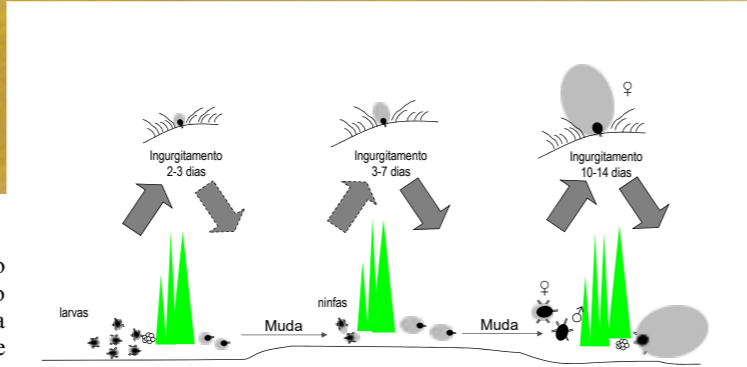 ♀
Ingurgitamento
2-3 dias
Ingurgitamento
3-7 dias
Ingurgitamento
10-14 dias
o
o
a
e
larvas
Muda
ninfas
Muda
♀
♂